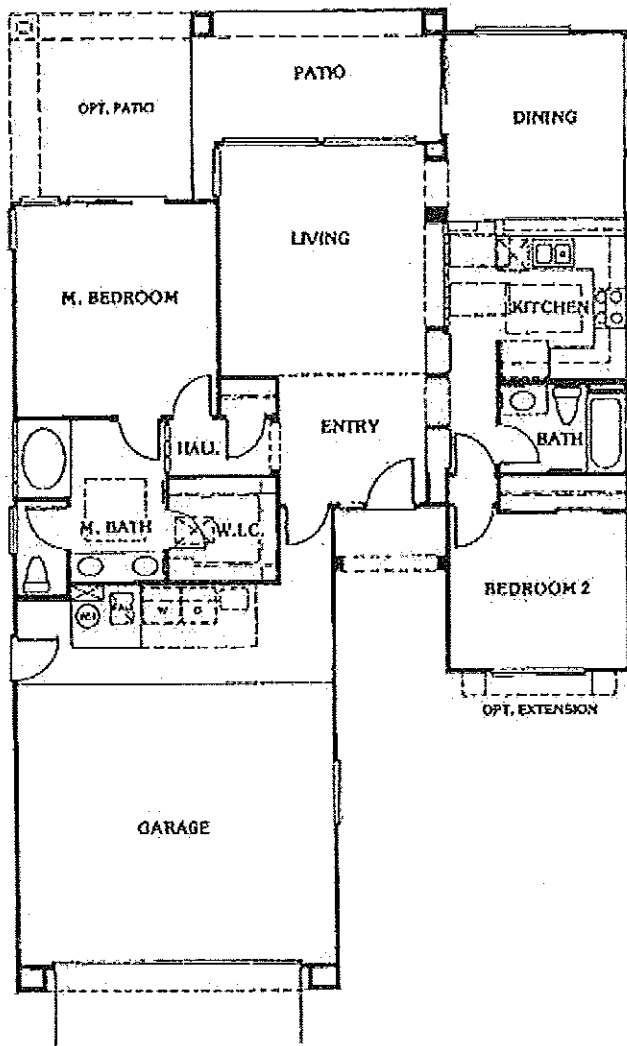 PATIO
OPT. PATIO
DINING
LIVING
M. BEDROOM
KITCHEN
ENTRY
HALL
BATH
M. BATH
W.I.C.
BEDROOM 2
W
D
OPT. EXTENSION
GARAGE